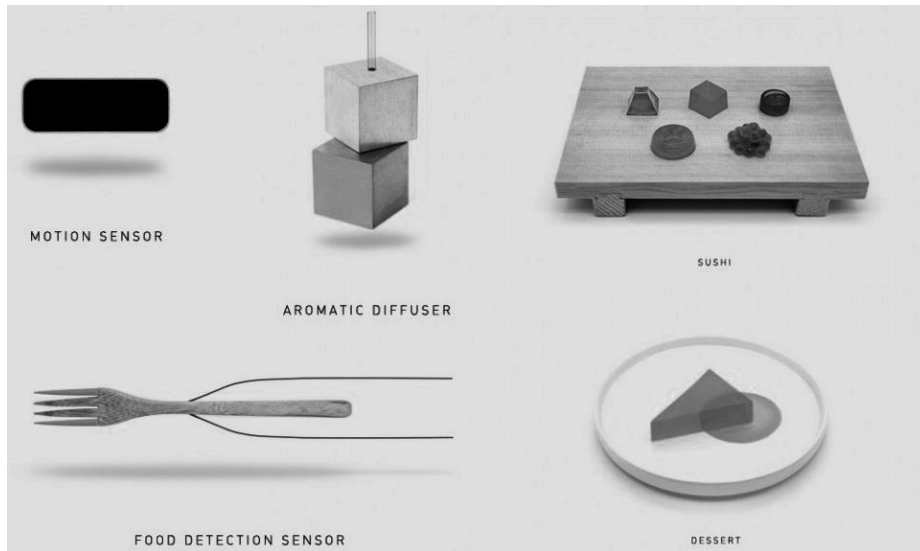 MOTION SENSOR
AROMATIC DIFFUSER
SUSHI
FOOD DETECTION SENSOR
DESSERT